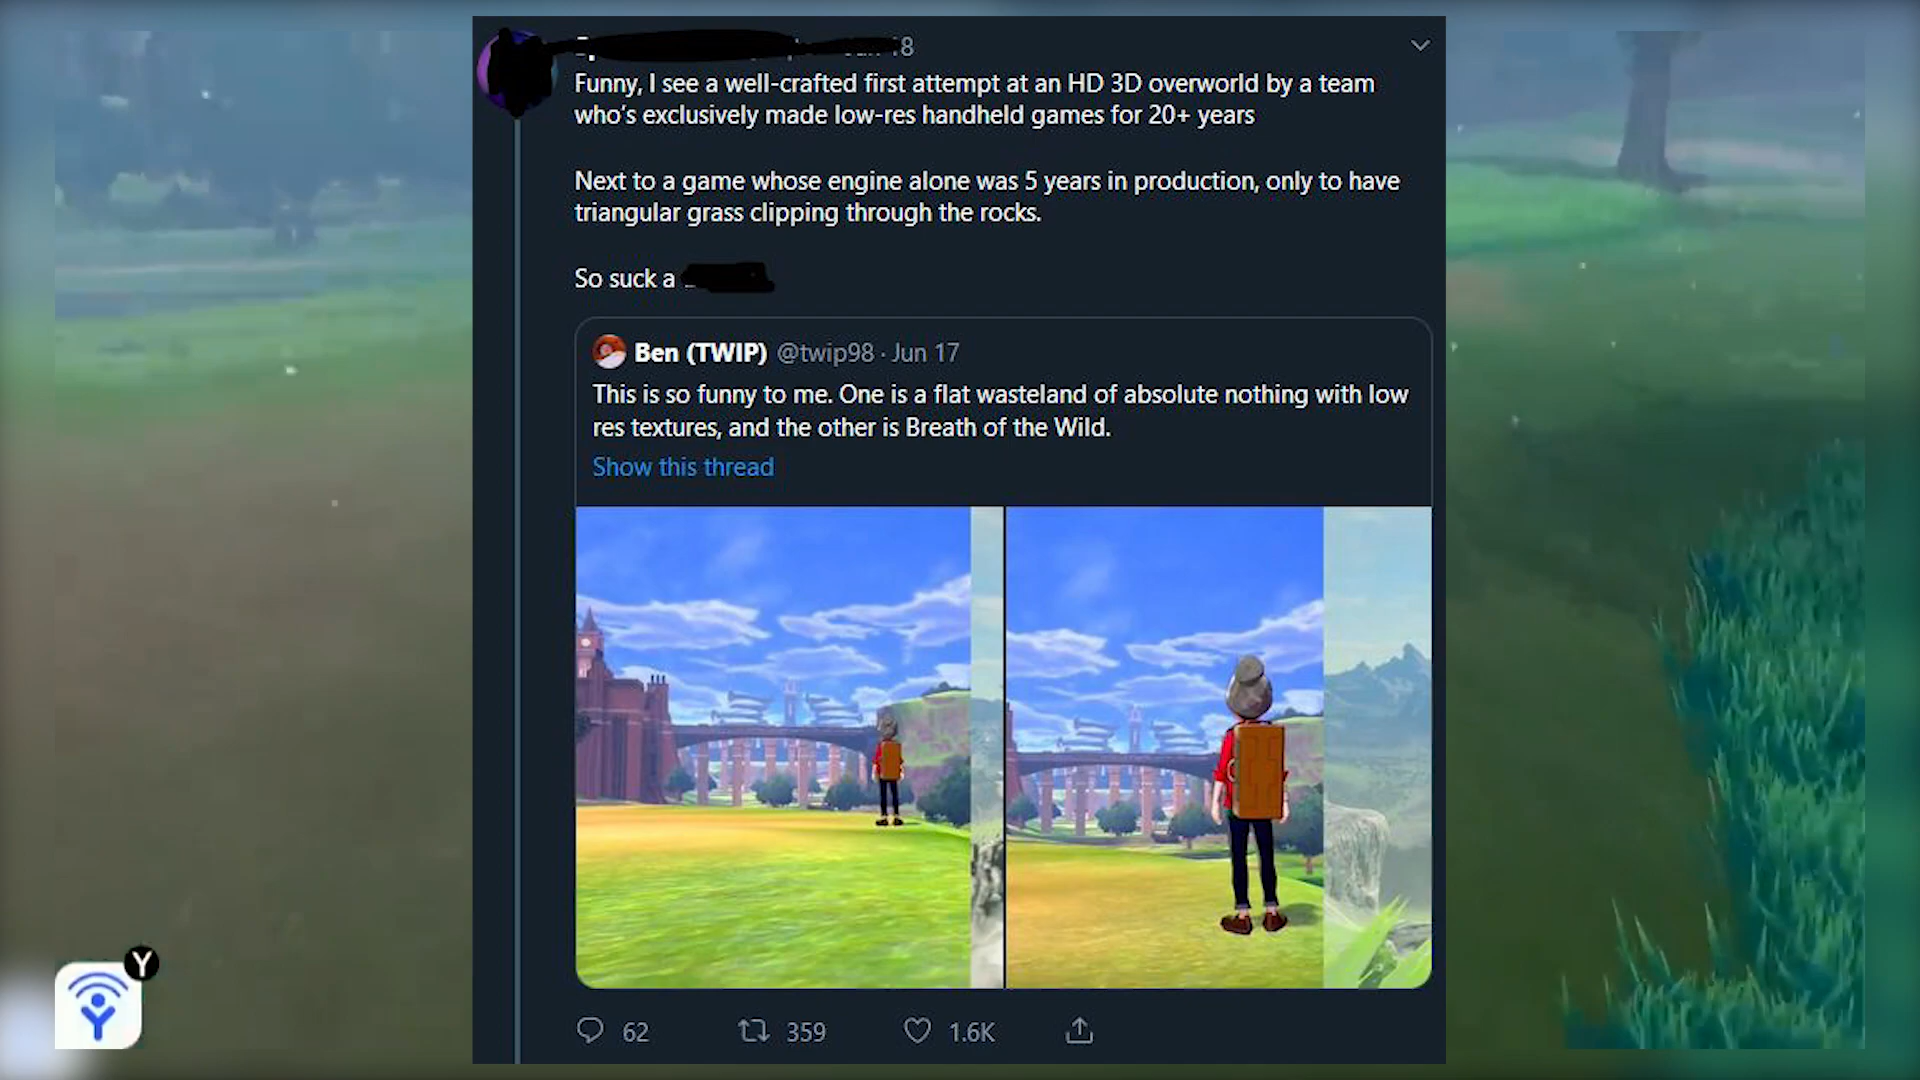 8
Funny, I see a well-crafted first attempt at an HD 3D overworld by a team
who's exclusively made low-res handheld games for 20+ years
Next to a game whose engine alone was 5 years in production, only to have
triangular grass clipping through the rocks.
So suck a
Ben (TWIP) @twip98 · Jun 17
This is so funny to me. One is a flat wasteland of absolute nothing with low
res textures, and the other is Breath of the Wild.
Show this thread
62 359 1.6K
Y